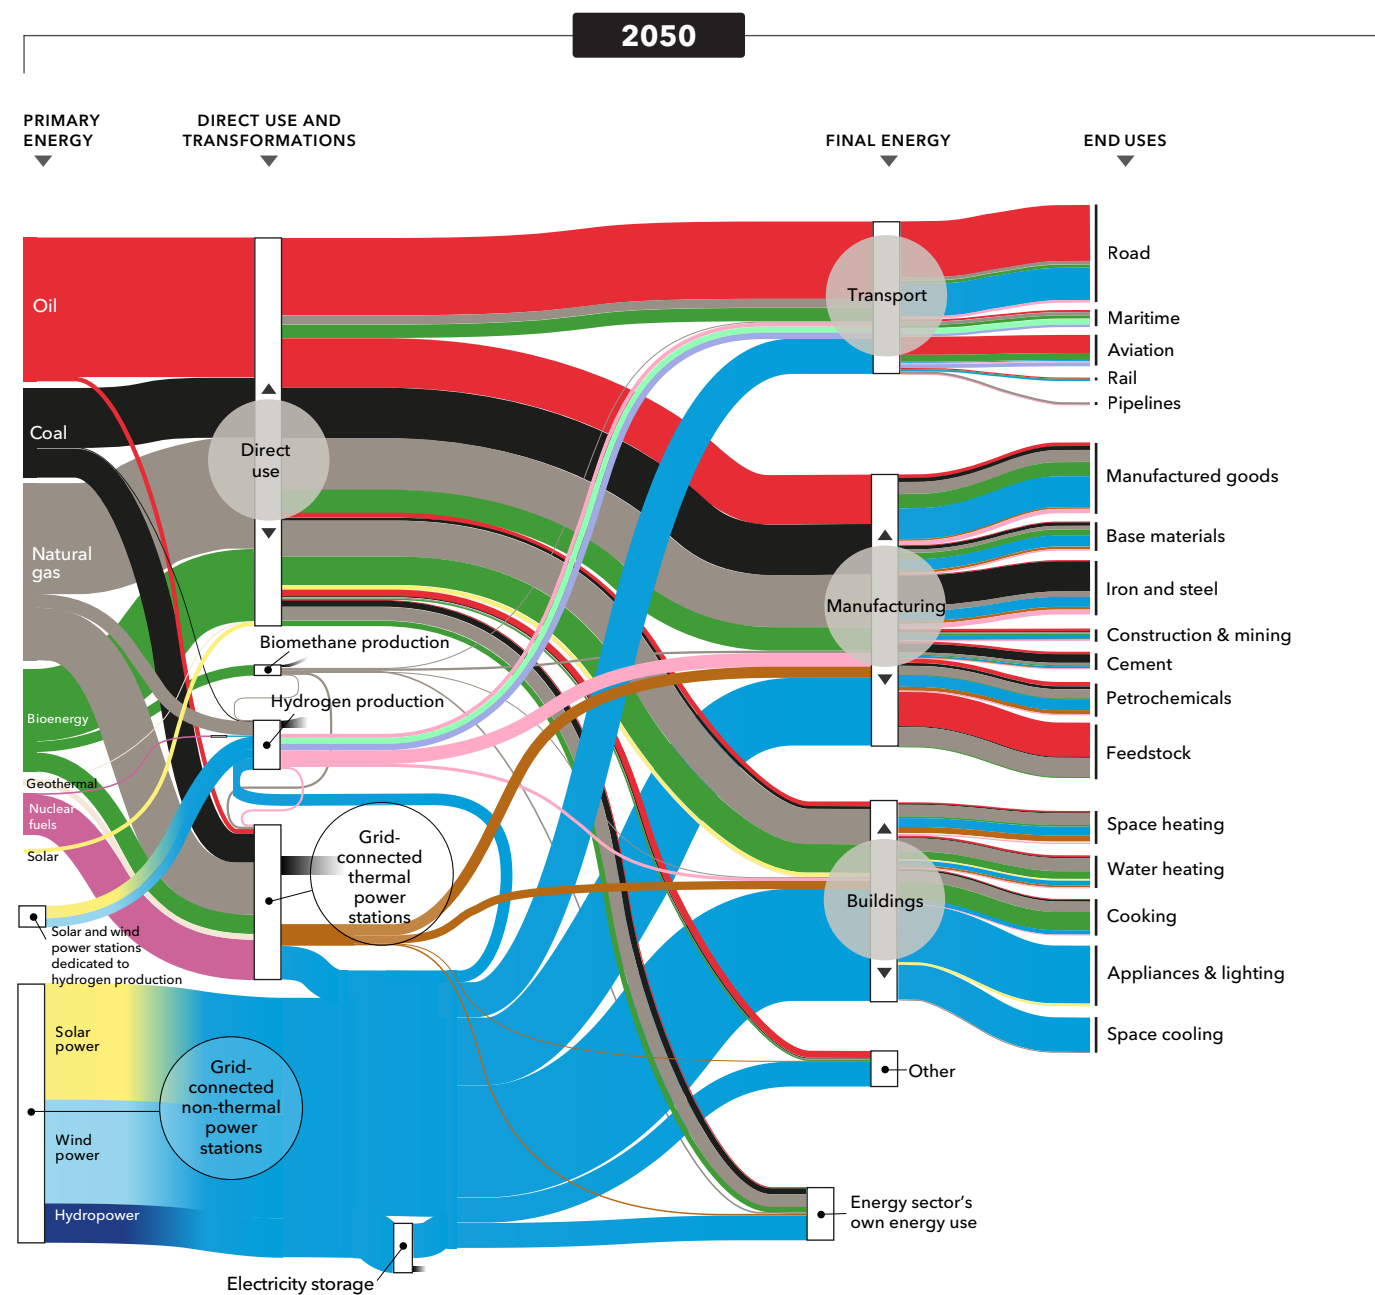 2050
PRIMARY
ENERGY
DIRECT USE AND
TRANSFORMATIONS
FINAL ENERGY
END USES
Oil
Coal
Natural
gas
Bioenergy
Geothermal
Nuclear
fuels
Solar
Solar and wind
power stations
dedicated to
hydrogen production
Solar
power
Wind
power
Hydropower
Direct
use
Biomethane production
Hydrogen production
Grid-
connected
thermal
power
stations
Grid-
connected
non-thermal
power
stations
Electricity storage
Transport
Manufacturing
Buildings
Other
Energy sector's
own energy use
Road
Maritime
Aviation
Rail
Pipelines
Manufactured goods
Base materials
Iron and steel
Construction & mining
Cement
Petrochemicals
Feedstock
Space heating
Water heating
Cooking
Appliances & lighting
Space cooling